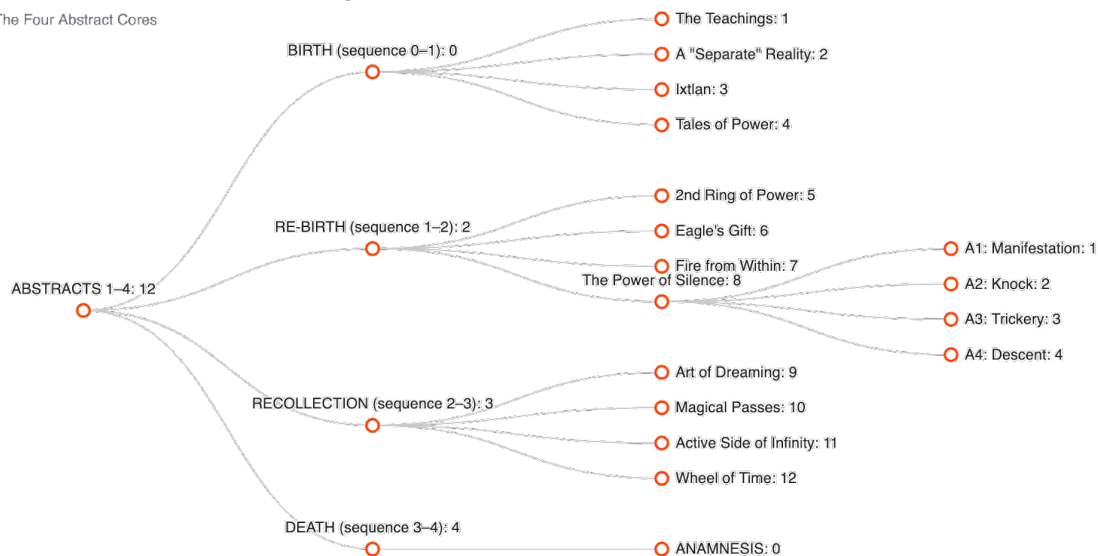 The Four Abstract Cores
The Teachings: 1
BIRTH (sequence 0–1): 0
A "Separate" Reality: 2
Ixtlan: 3
Tales of Power: 4
2nd Ring of Power: 5
RE-BIRTH (sequence 1–2): 2
Eagle's Gift: 6
Fire from Within: 7
The Power of Silence: 8
A1: Manifestation: 1
A2: Knock: 2
A3: Trickery: 3
A4: Descent: 4
ABSTRACTS 1–4: 12
Art of Dreaming: 9
RECOLLECTION (sequence 2–3): 3
Magical Passes: 10
Active Side of Infinity: 11
Wheel of Time: 12
DEATH (sequence 3–4): 4
ANAMNESIS: 0